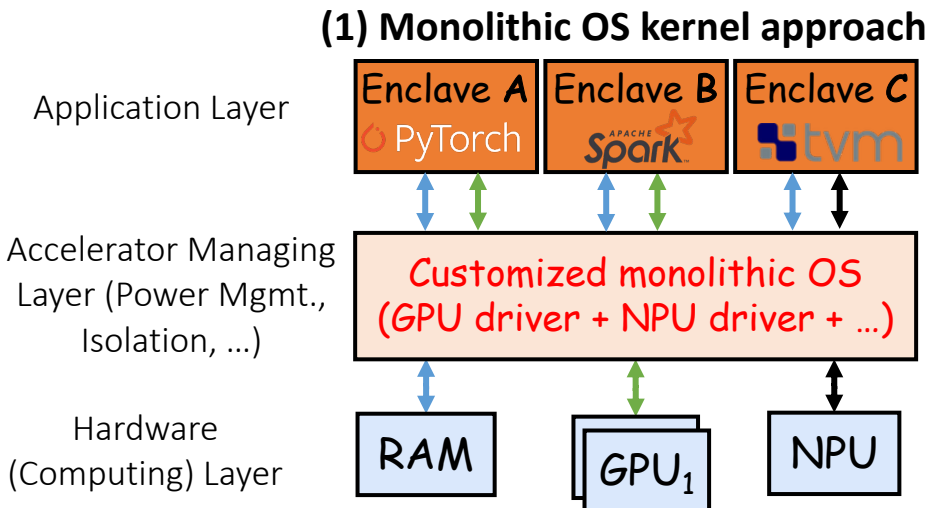 (1) Monolithic OS kernel approach
Application Layer
Enclave A
PyTorch
Enclave B
APACHE
Spark™
Enclave C
tvm
Accelerator Managing
Layer (Power Mgmt.,
Isolation, ...)
Customized monolithic OS
(GPU driver + NPU driver + ...)
Hardware
(Computing) Layer
RAM
GPU₁
NPU